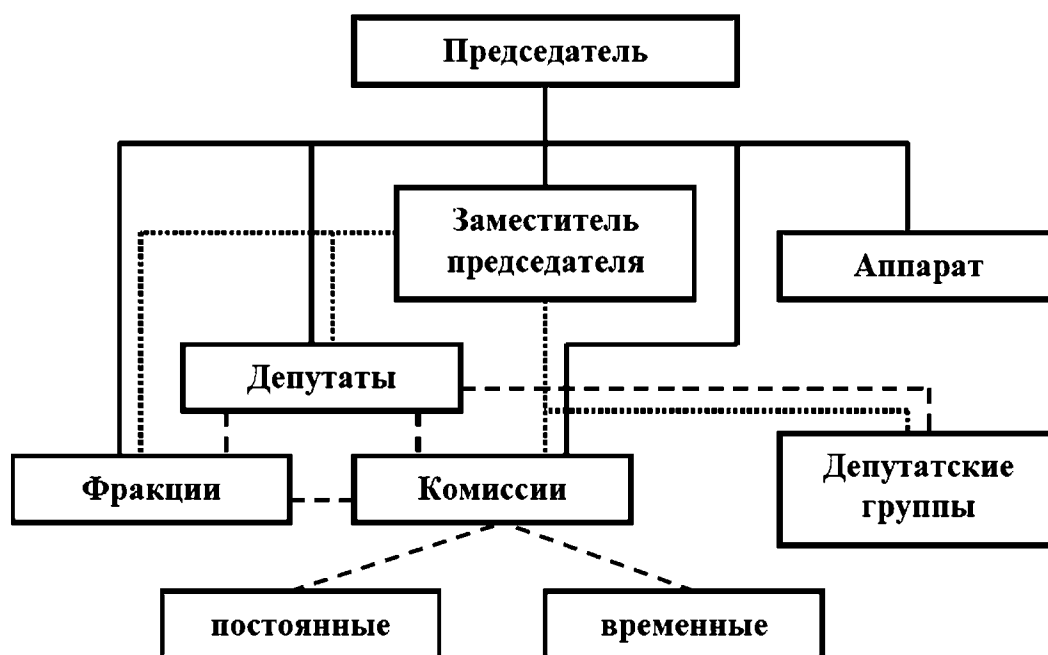 Председатель
Заместитель
председателя
Аппарат
Депутаты
Фракции
Комиссии
Депутатские
группы
постоянные
временные